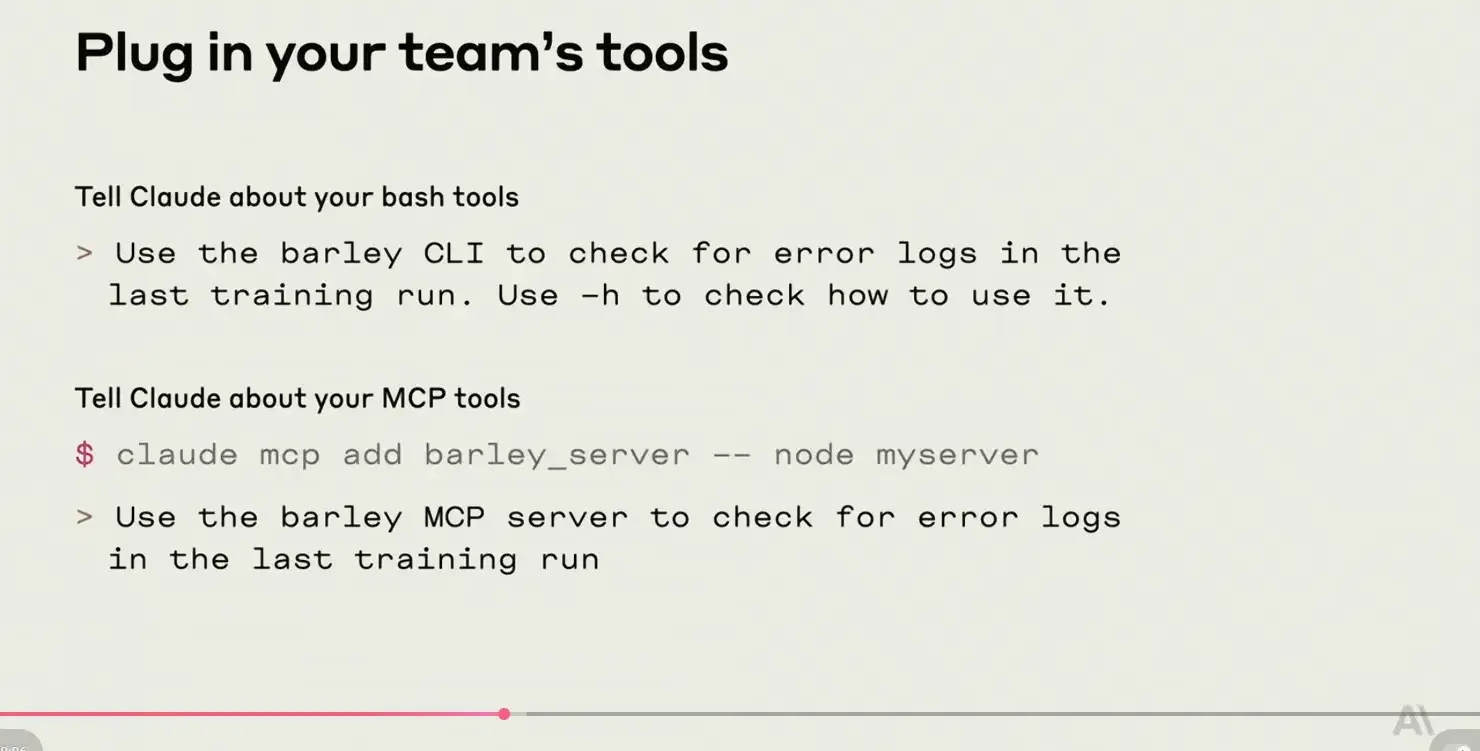 Plug in your team’s tools
Tell Claude about your bash tools
> Use the barley CLI to check for error logs in the
last training run. Use -h to check how to use it.
Tell Claude about your MCP tools
$ claude mcp add barley_server -- node myserver
> Use the barley MCP server to check for error logs
in the last training run